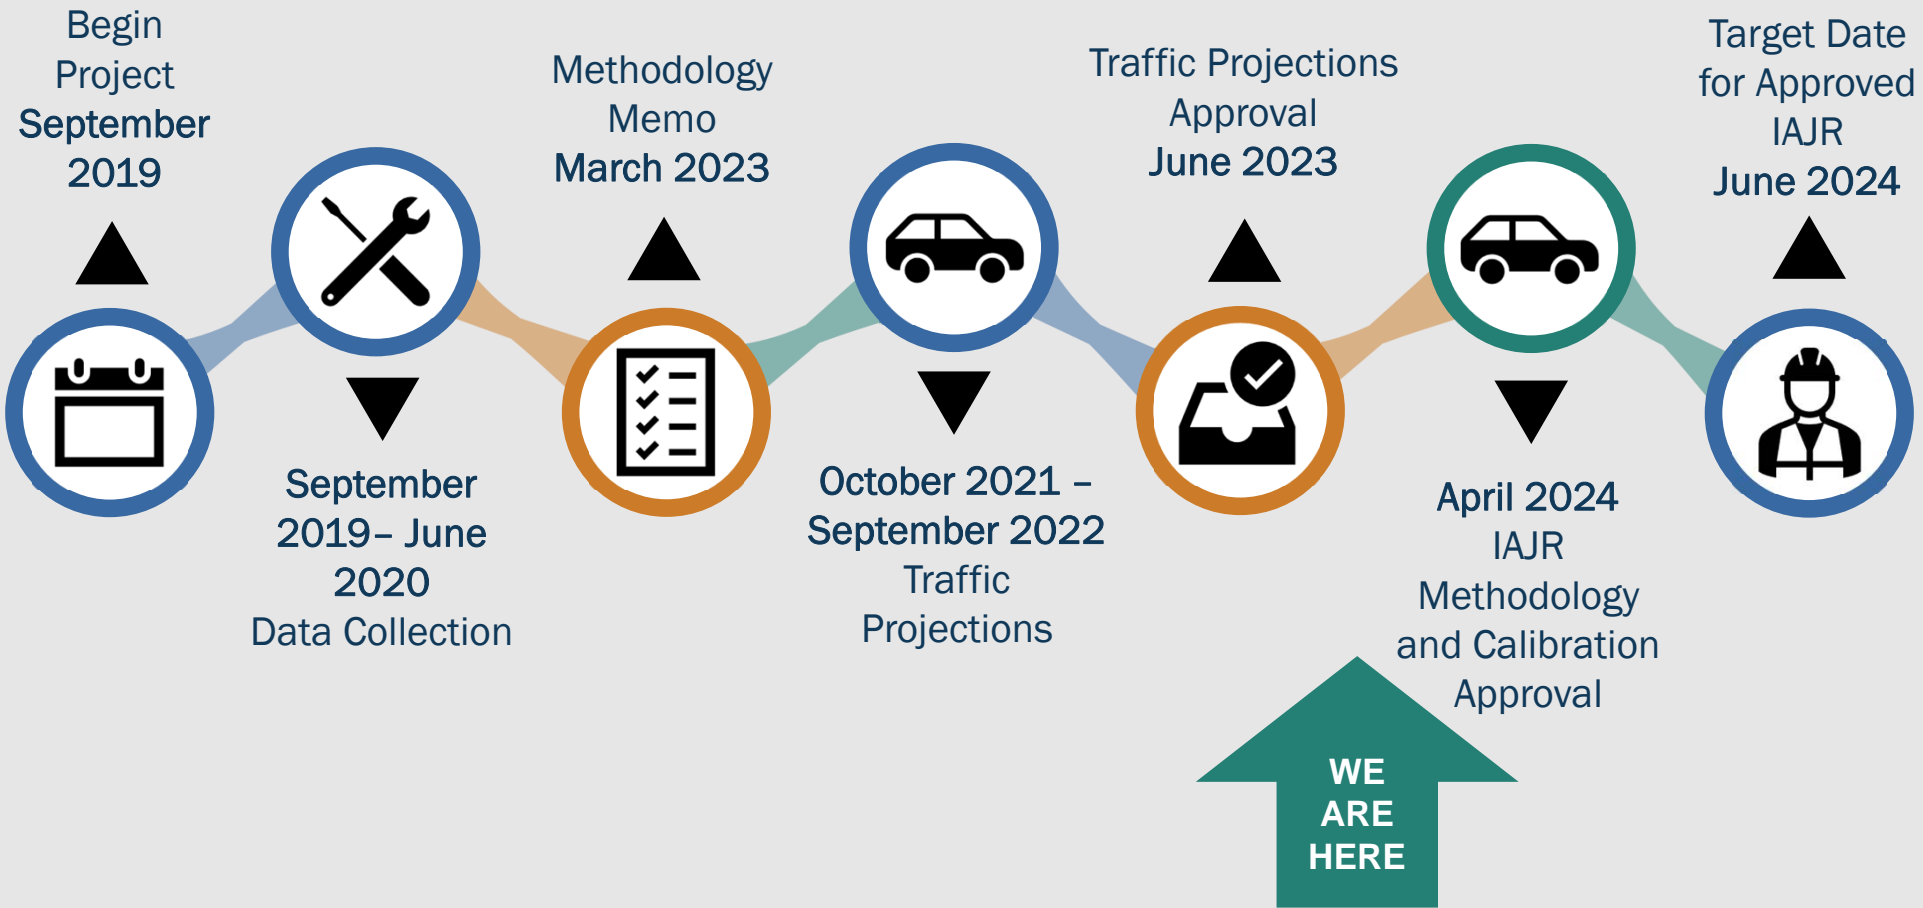 Begin
Project
September
2019
September
2019– June
2020
Data Collection
Methodology
Memo
March 2023
October 2021 –
September 2022
Traffic
Projections
Traffic Projections
Approval
June 2023
April 2024
IAJR
Methodology
and Calibration
Approval
Target Date
for Approved
IAJR
June 2024
WE
ARE
HERE